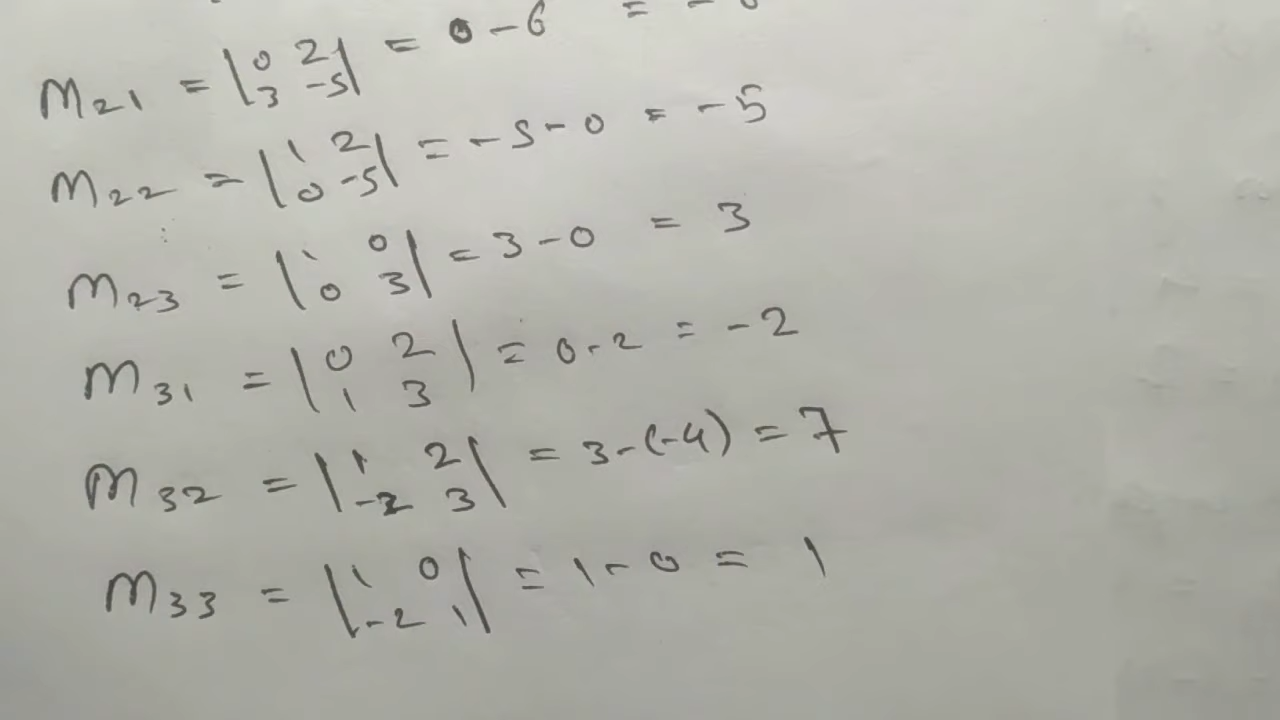 M21 = |0 2; 3 -5| = 0 - 6 = -
M22 = |1 2; 0 -5| = -5 - 0 = -5
M23 = |1 0; 0 3| = 3 - 0 = 3
M31 = |0 2; 1 3| = 0 - 2 = -2
M32 = |1 2; -2 3| = 3 - (-4) = 7
M33 = |1 0; -2 1| = 1 - 0 = 1